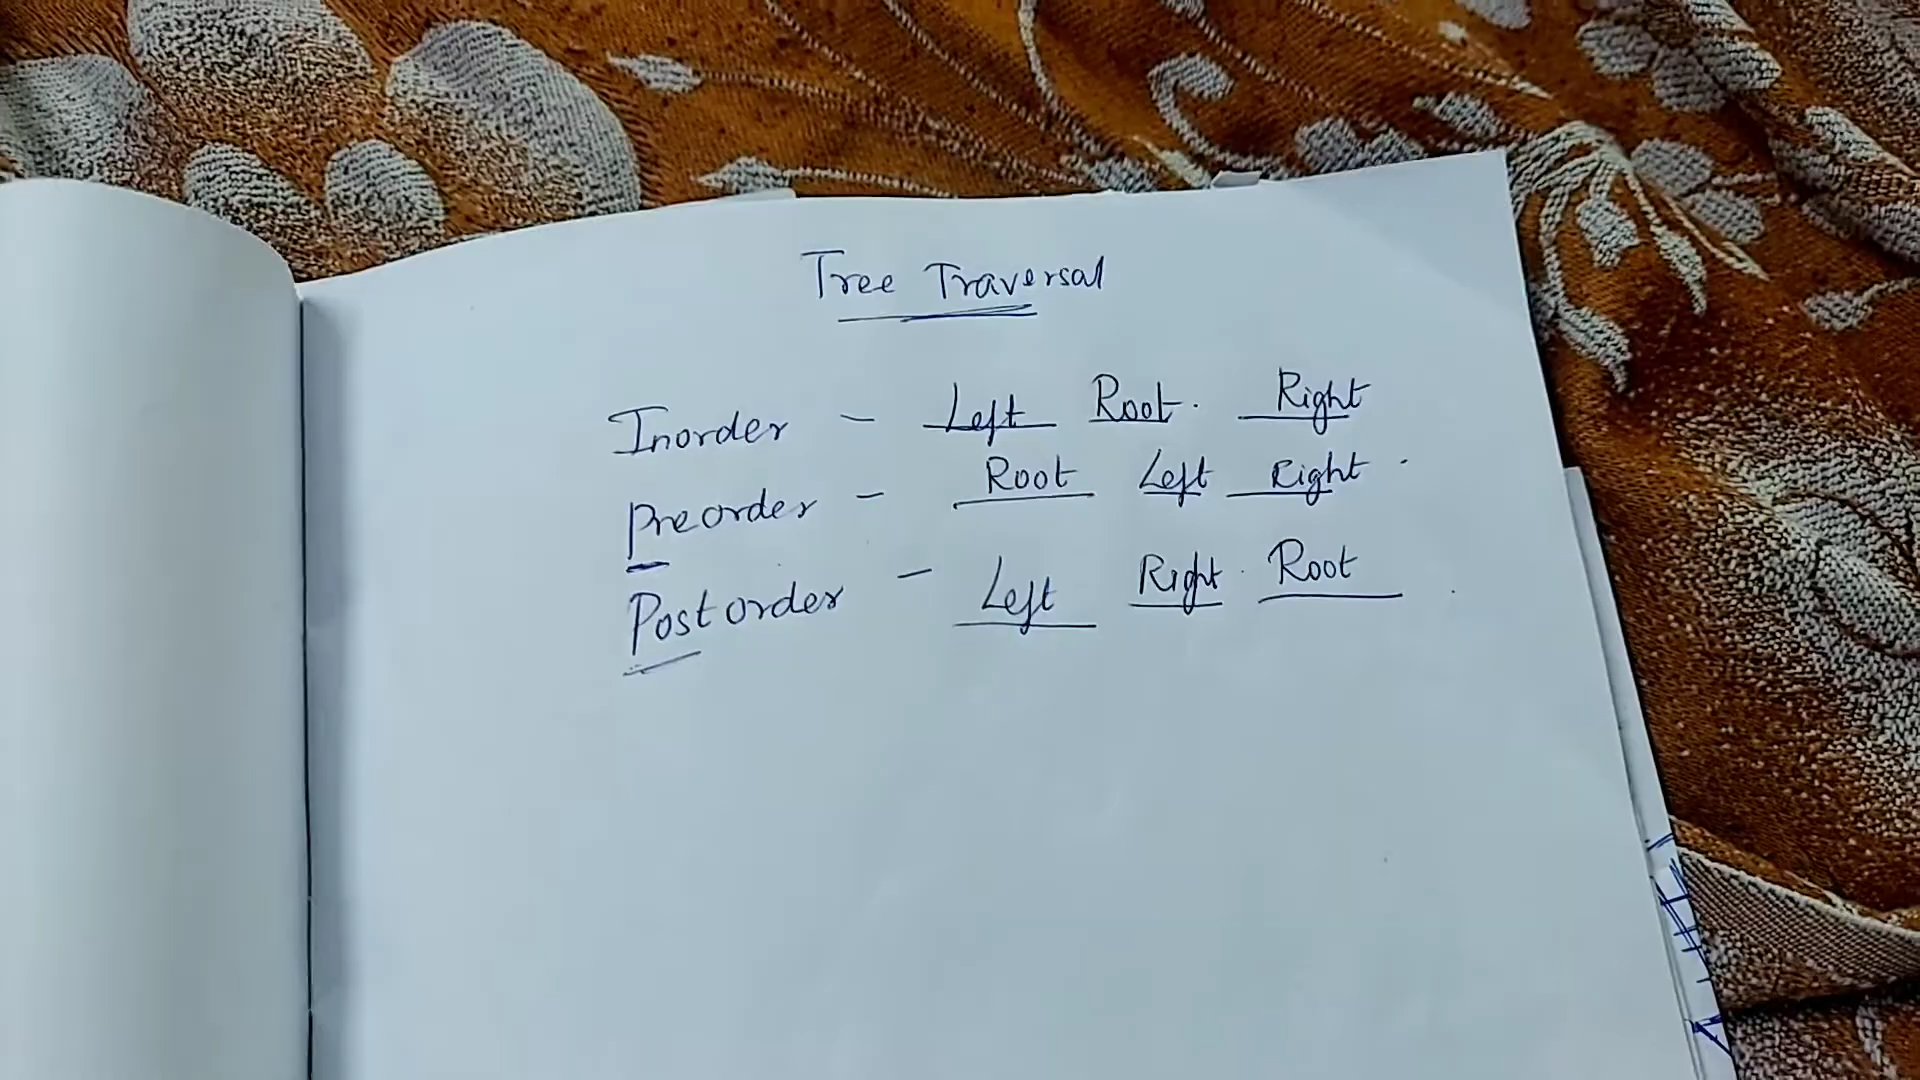 Tree Traversal
Inorder - Left Root. Right
Preorder - Root Left Right.
Postorder - Left Right. Root.